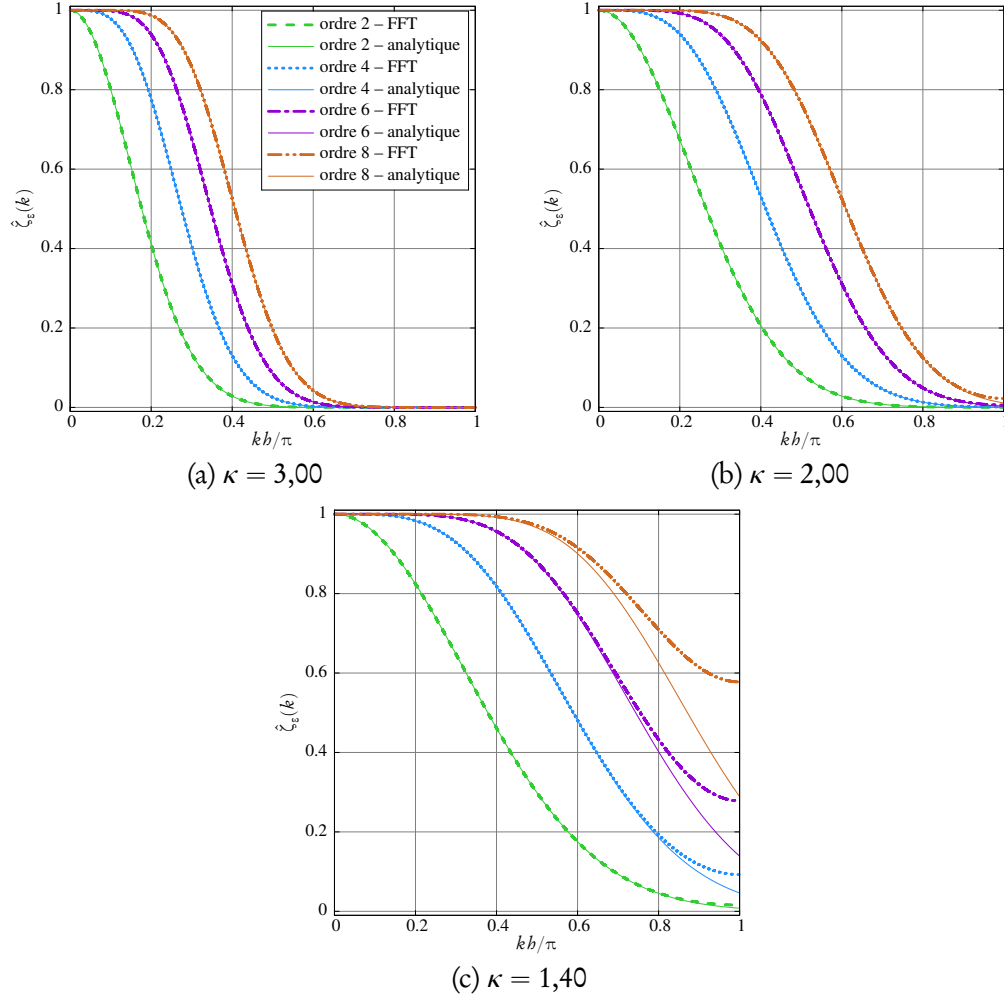 1
0.8
0.6
0.4
0.2
0
ζ̂ε(k)
0 0.2 0.4 0.6 0.8 1
kh/π
ordre 2 – FFT
ordre 2 – analytique
ordre 4 – FFT
ordre 4 – analytique
ordre 6 – FFT
ordre 6 – analytique
ordre 8 – FFT
ordre 8 – analytique
(a) κ = 3,00
1
0.8
0.6
0.4
0.2
0
ζ̂ε(k)
0 0.2 0.4 0.6 0.8 1
kh/π
(b) κ = 2,00
1
0.8
0.6
0.4
0.2
0
ζ̂ε(k)
0 0.2 0.4 0.6 0.8 1
kh/π
(c) κ = 1,40